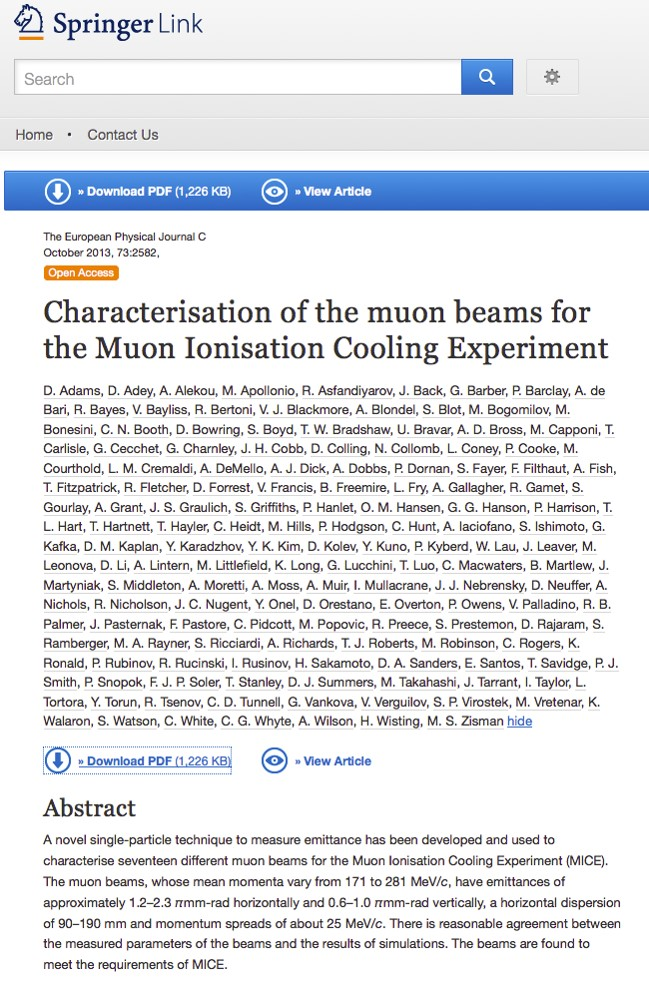 Springer Link
Search
Home • Contact Us
» Download PDF (1,226 KB) » View Article
The European Physical Journal C
October 2013, 73:2582,
Open Access
Characterisation of the muon beams for
the Muon Ionisation Cooling Experiment
D. Adams, D. Adey, A. Alekou, M. Apollonio, R. Asfandiyarov, J. Back, G. Barber, P. Barclay, A. de
Bari, R. Bayes, V. Bayliss, R. Bertoni, V. J. Blackmore, A. Blondel, S. Blot, M. Bogomilov, M.
Bonesini, C. N. Booth, D. Bowring, S. Boyd, T. W. Bradshaw, U. Bravar, A. D. Bross, M. Capponi, T.
Carlisle, G. Cecchet, G. Charnley, J. H. Cobb, D. Colling, N. Collomb, L. Coney, P. Cooke, M.
Courthold, L. M. Cremaldi, A. DeMello, A. J. Dick, A. Dobbs, P. Dornan, S. Fayer, F. Filthaut, A. Fish,
T. Fitzpatrick, R. Fletcher, D. Forrest, V. Francis, B. Freemire, L. Fry, A. Gallagher, R. Gamet, S.
Gourlay, A. Grant, J. S. Graulich, S. Griffiths, P. Hanlet, O. M. Hansen, G. G. Hanson, P. Harrison, T.
L. Hart, T. Hartnett, T. Hayler, C. Heidt, M. Hills, P. Hodgson, C. Hunt, A. Iaciofano, S. Ishimoto, G.
Kafka, D. M. Kaplan, Y. Karadzhov, Y. K. Kim, D. Kolev, Y. Kuno, P. Kyberd, W. Lau, J. Leaver, M.
Leonova, D. Li, A. Lintern, M. Littlefield, K. Long, G. Lucchini, T. Luo, C. Macwaters, B. Martlew, J.
Martyniak, S. Middleton, A. Moretti, A. Moss, A. Muir, I. Mullacrane, J. J. Nebrensky, D. Neuffer, A.
Nichols, R. Nicholson, J. C. Nugent, Y. Onel, D. Orestano, E. Overton, P. Owens, V. Palladino, R. B.
Palmer, J. Pasternak, F. Pastore, C. Pidcott, M. Popovic, R. Preece, S. Prestemon, D. Rajaram, S.
Ramberger, M. A. Rayner, S. Ricciardi, A. Richards, T. J. Roberts, M. Robinson, C. Rogers, K.
Ronald, P. Rubinov, R. Rucinski, I. Rusinov, H. Sakamoto, D. A. Sanders, E. Santos, T. Savidge, P. J.
Smith, P. Snopok, F. J. P. Soler, T. Stanley, D. J. Summers, M. Takahashi, J. Tarrant, I. Taylor, L.
Tortora, Y. Torun, R. Tsenov, C. D. Tunnell, G. Vankova, V. Verguilov, S. P. Virostek, M. Vretenar, K.
Walaron, S. Watson, C. White, C. G. Whyte, A. Wilson, H. Wisting, M. S. Zisman hide
» Download PDF (1,226 KB) » View Article
Abstract
A novel single-particle technique to measure emittance has been developed and used to
characterise seventeen different muon beams for the Muon Ionisation Cooling Experiment (MICE).
The muon beams, whose mean momenta vary from 171 to 281 MeV/c, have emittances of
approximately 1.2–2.3 πmm-rad horizontally and 0.6–1.0 πmm-rad vertically, a horizontal dispersion
of 90–190 mm and momentum spreads of about 25 MeV/c. There is reasonable agreement between
the measured parameters of the beams and the results of simulations. The beams are found to
meet the requirements of MICE.